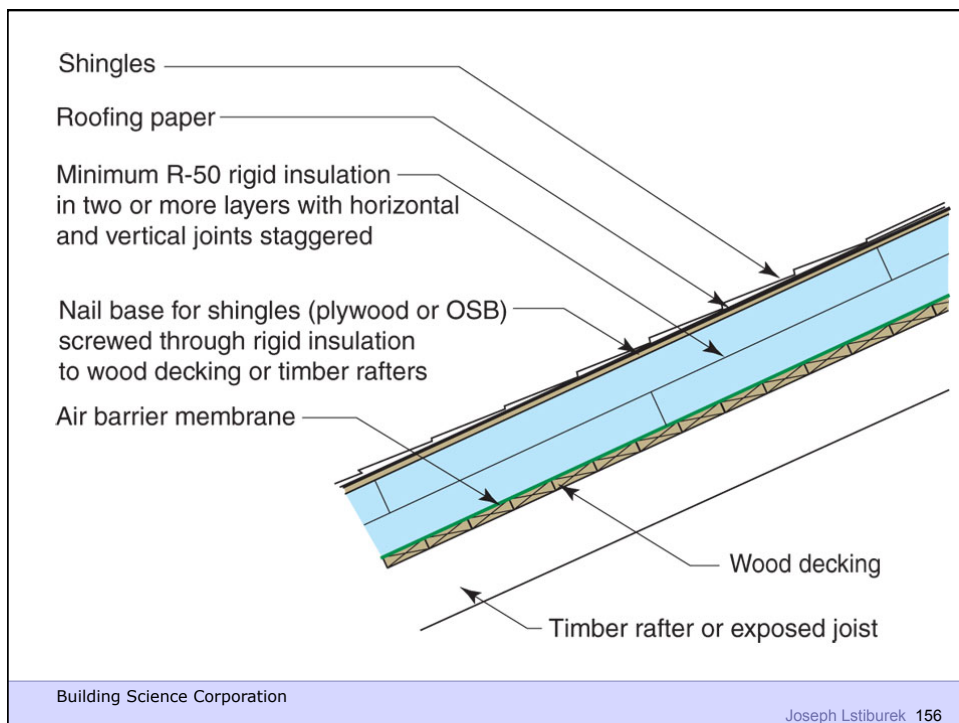 Shingles
Roofing paper
Minimum R-50 rigid insulation
in two or more layers with horizontal
and vertical joints staggered
Nail base for shingles (plywood or OSB)
screwed through rigid insulation
to wood decking or timber rafters
Air barrier membrane
Wood decking
Timber rafter or exposed joist
Building Science Corporation
Joseph Lstiburek 156